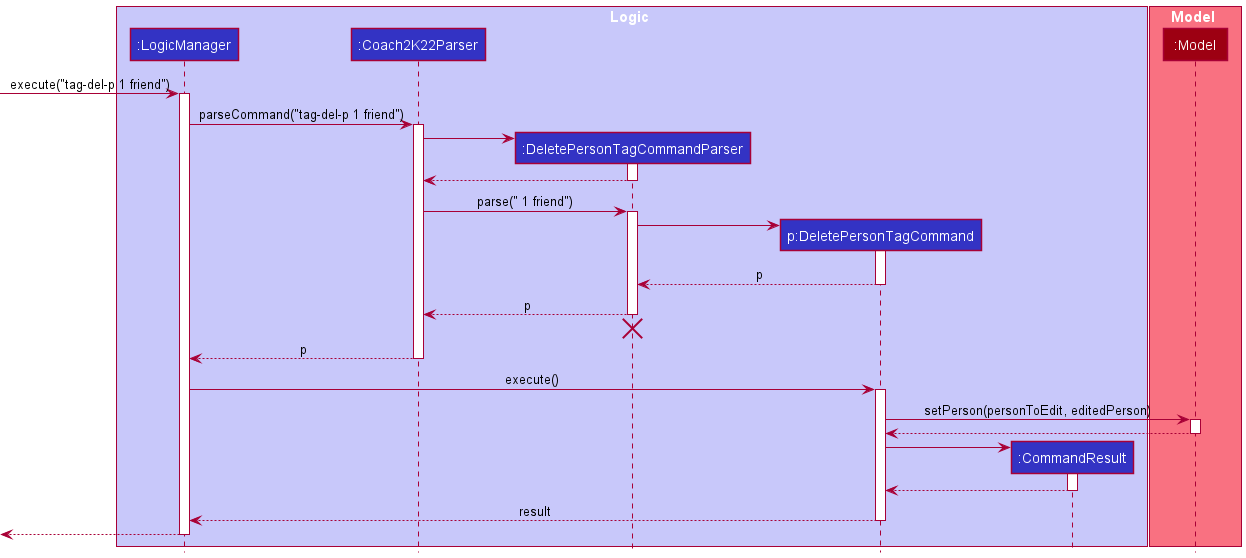 Logic
Model
:LogicManager
:Coach2K22Parser
:Model
execute("tag-del-p 1 friend")
parseCommand("tag-del-p 1 friend")
:DeletePersonTagCommandParser
parse(" 1 friend")
p:DeletePersonTagCommand
p
p
p
execute()
setPerson(personToEdit, editedPerson)
:CommandResult
result